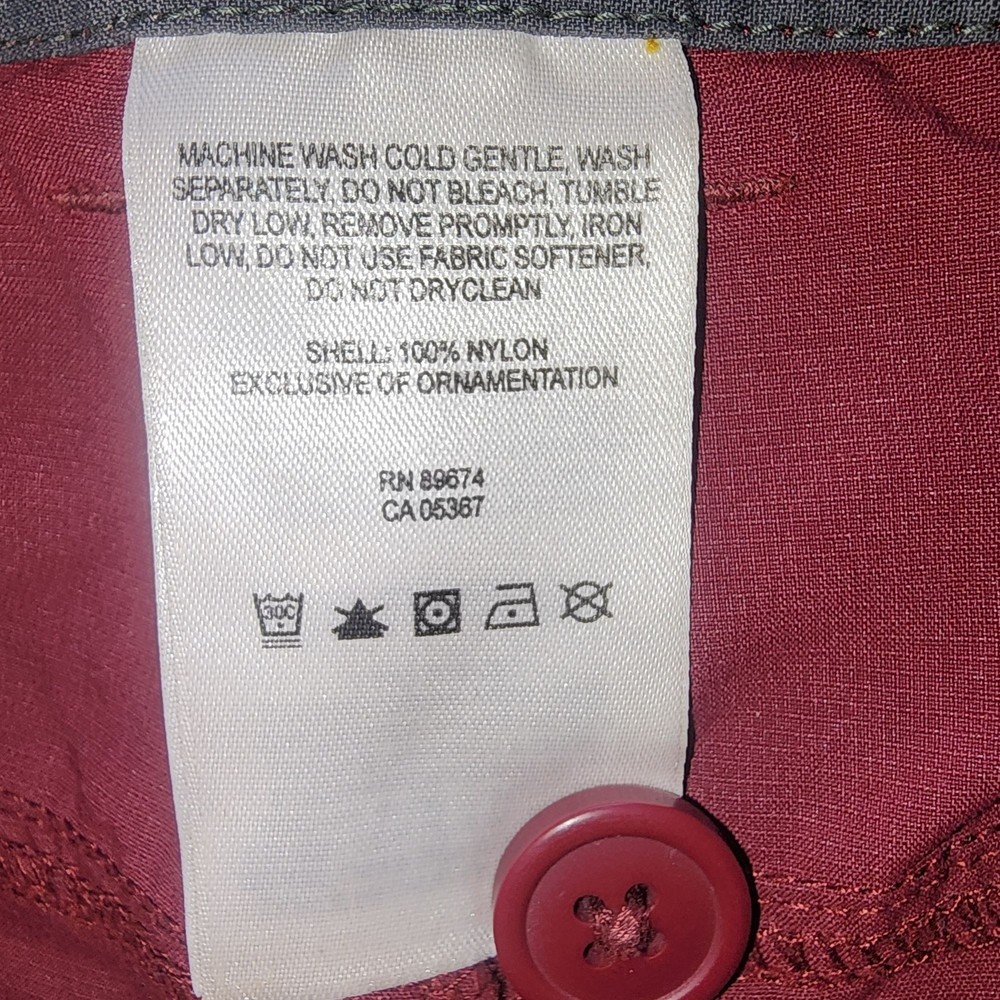 MACHINE WASH COLD GENTLE, WASH
SEPARATELY, DO NOT BLEACH, TUMBLE
DRY LOW, REMOVE PROMPTLY, IRON
LOW, DO NOT USE FABRIC SOFTENER,
DO NOT DRYCLEAN
SHELL: 100% NYLON
EXCLUSIVE OF ORNAMENTATION
RN 89674
CA 05367
30C